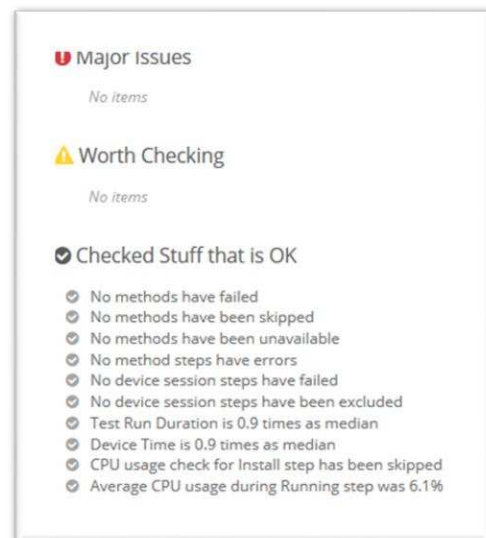 Major Issues
No items
Worth Checking
No items
Checked Stuff that is OK
No methods have failed
No methods have been skipped
No methods have been unavailable
No method steps have errors
No device session steps have failed
No device session steps have been excluded
Test Run Duration is 0.9 times as median
Device Time is 0.9 times as median
CPU usage check for Install step has been skipped
Average CPU usage during Running step was 6.1%